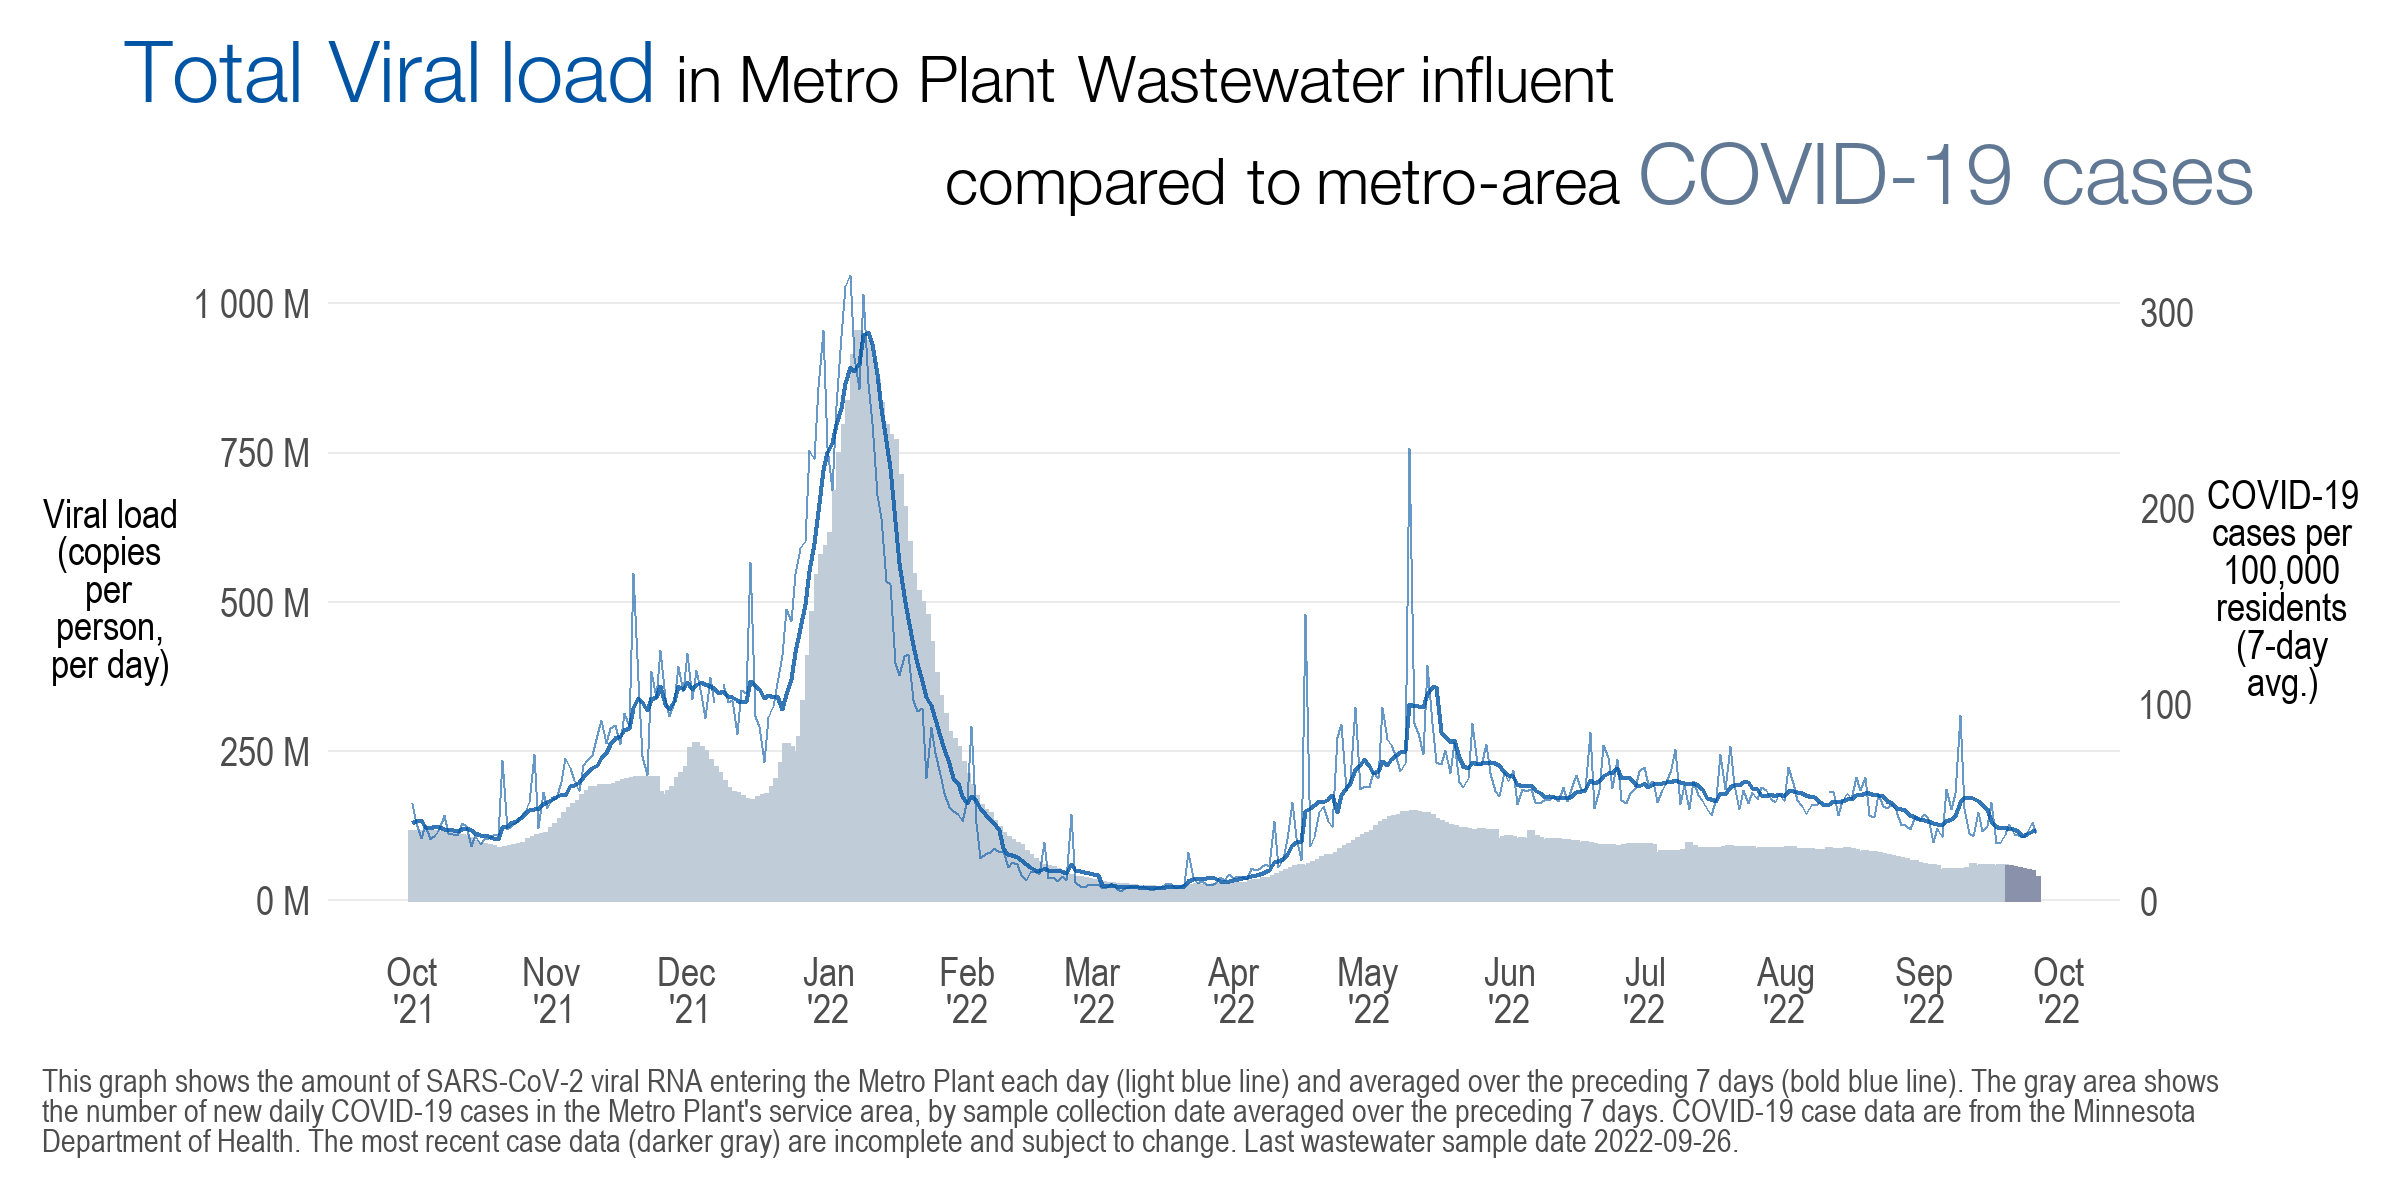 Total Viral load in Metro Plant Wastewater influent
compared to metro-area COVID-19 cases
1 000 M
750 M
500 M
250 M
0 M
Viral load
(copies
per
person,
per day)
300
200
100
0
COVID-19
cases per
100,000
residents
(7-day
avg.)
Oct Nov Dec Jan Feb Mar Apr May Jun Jul Aug Sep Oct
'21 '21 '21 '22 '22 '22 '22 '22 '22 '22 '22 '22 '22
This graph shows the amount of SARS-CoV-2 viral RNA entering the Metro Plant each day (light blue line) and averaged over the preceding 7 days (bold blue line). The gray area shows
the number of new daily COVID-19 cases in the Metro Plant's service area, by sample collection date averaged over the preceding 7 days. COVID-19 case data are from the Minnesota
Department of Health. The most recent case data (darker gray) are incomplete and subject to change. Last wastewater sample date 2022-09-26.